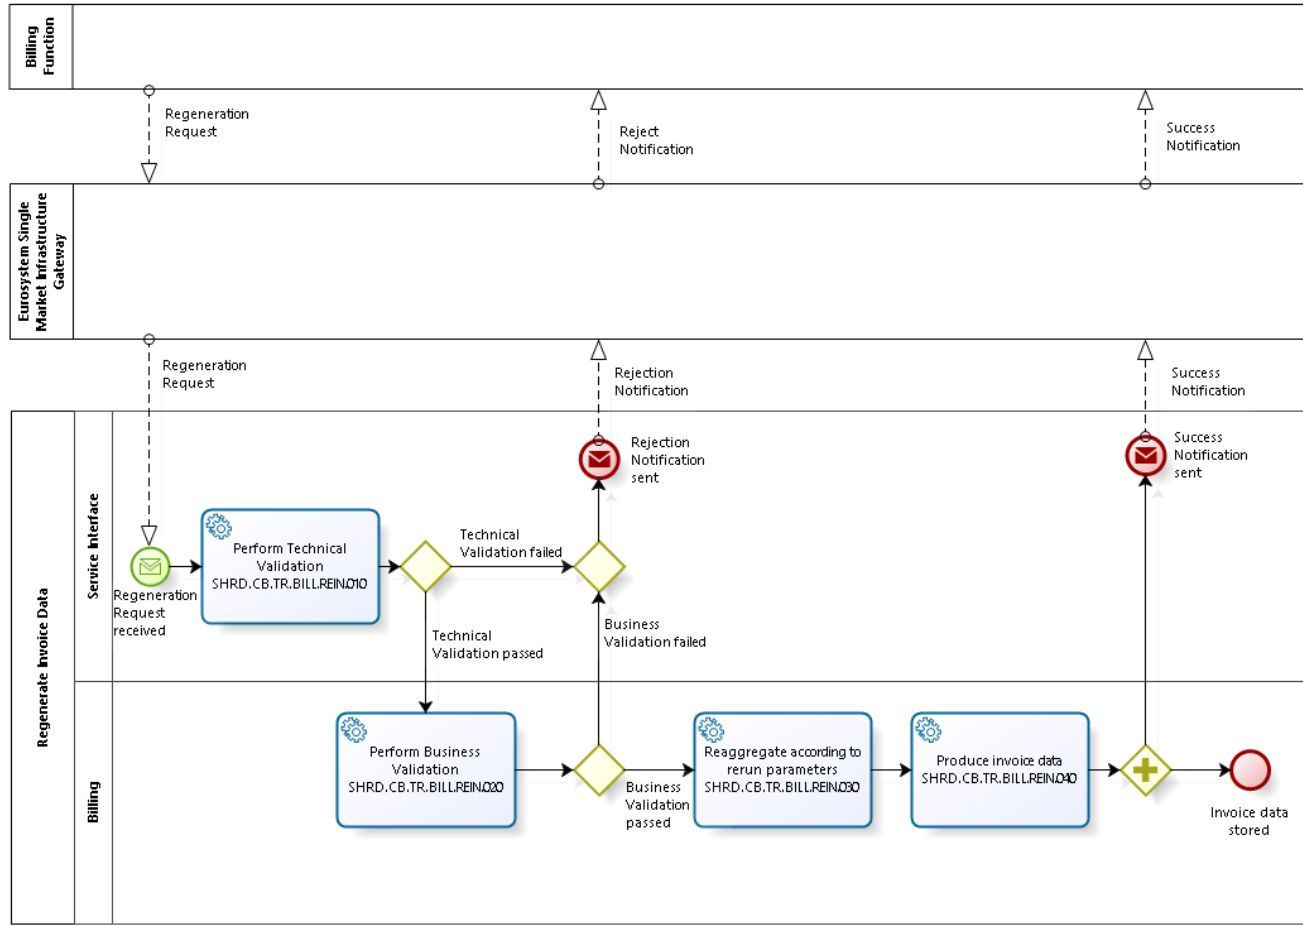 Billing
Function
Regeneration
Request
Reject
Notification
Success
Notification
Eurosystem Single
Market Infrastructure
Gateway
Regeneration
Request
Rejection
Notification
Success
Notification
Regenerate Invoice Data
Service Interface
Rejection
Notification
sent
Success
Notification
sent
Perform Technical
Validation
SHRD.CB.TR.BILL.REIN.010
Technical
Validation failed
Regeneration
Request
received
Technical
Validation passed
Business
Validation failed
Billing
Perform Business
Validation
SHRD.CB.TR.BILL.REIN.020
Business
Validation
passed
Reaggregate according to
rerun parameters
SHRD.CB.TR.BILL.REIN.030
Produce invoice data
SHRD.CB.TR.BILL.REIN.040
Invoice data
stored